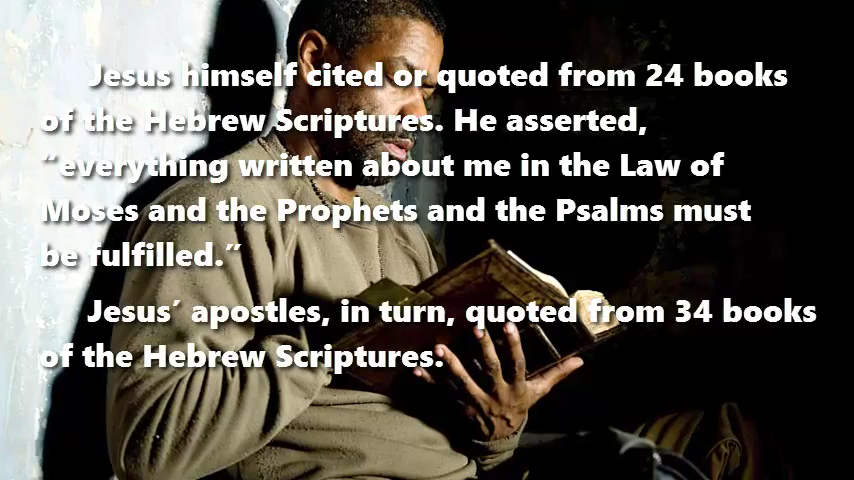 Jesus himself cited or quoted from 24 books
of the Hebrew Scriptures. He asserted,
“everything written about me in the Law of
Moses and the Prophets and the Psalms must
be fulfilled.”
Jesus’ apostles, in turn, quoted from 34 books
of the Hebrew Scriptures.